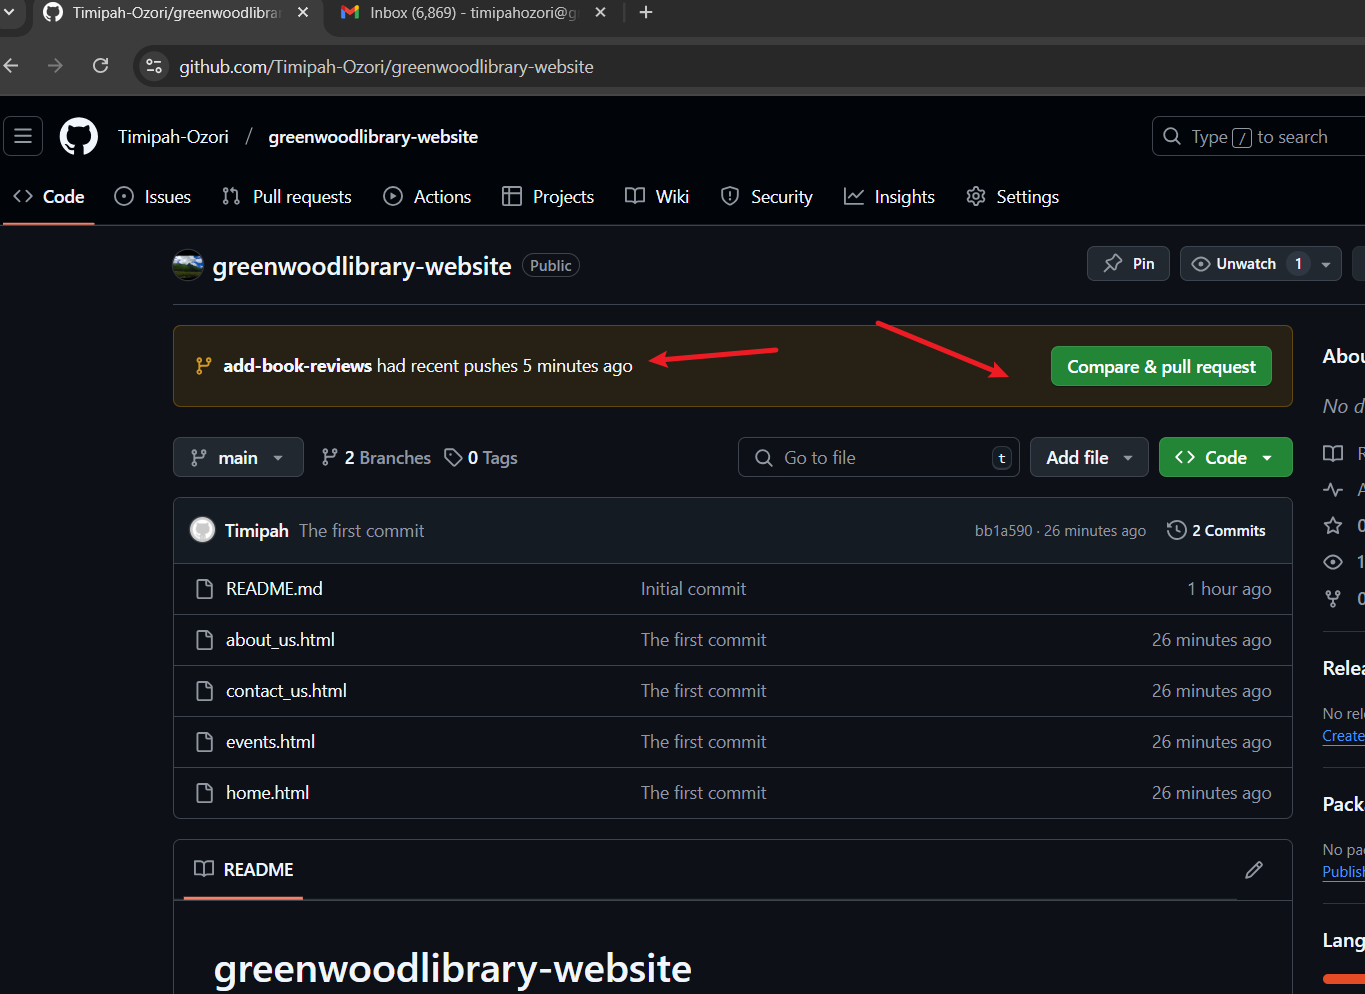 Timipah-Ozori/greenwoodlibra
Inbox (6,869) - timipahozori@g
github.com/Timipah-Ozori/greenwoodlibrary-website
Timipah-Ozori / greenwoodlibrary-website
Type / to search
Code Issues Pull requests Actions Projects Wiki Security Insights Settings
greenwoodlibrary-website Public
Pin Unwatch 1
add-book-reviews had recent pushes 5 minutes ago
Compare & pull request
main 2 Branches 0 Tags
Go to file t Add file Code
Timipah The first commit bb1a590 · 26 minutes ago 2 Commits
README.md Initial commit 1 hour ago
about_us.html The first commit 26 minutes ago
contact_us.html The first commit 26 minutes ago
events.html The first commit 26 minutes ago
home.html The first commit 26 minutes ago
README
greenwoodlibrary-website
Abou
No d
R
A
0
1
0
Relea
No rel
Create
Pack
No pac
Publish
Lang